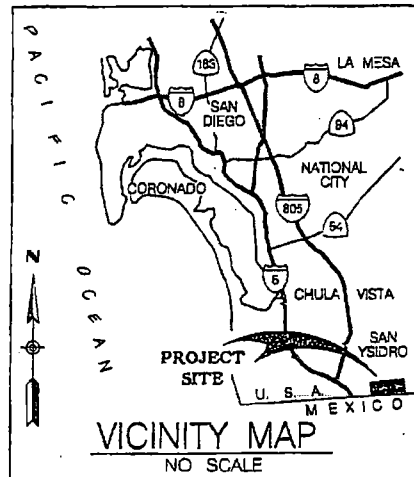 PACIFIC OCEAN
163
8
8
LA MESA
SAN
DIEGO
94
NATIONAL
CITY
CORONADO
805
54
5
CHULA VISTA
N
SAN
YSIDRO
PROJECT
SITE
U. S. A.
MEXICO
VICINITY MAP
NO SCALE